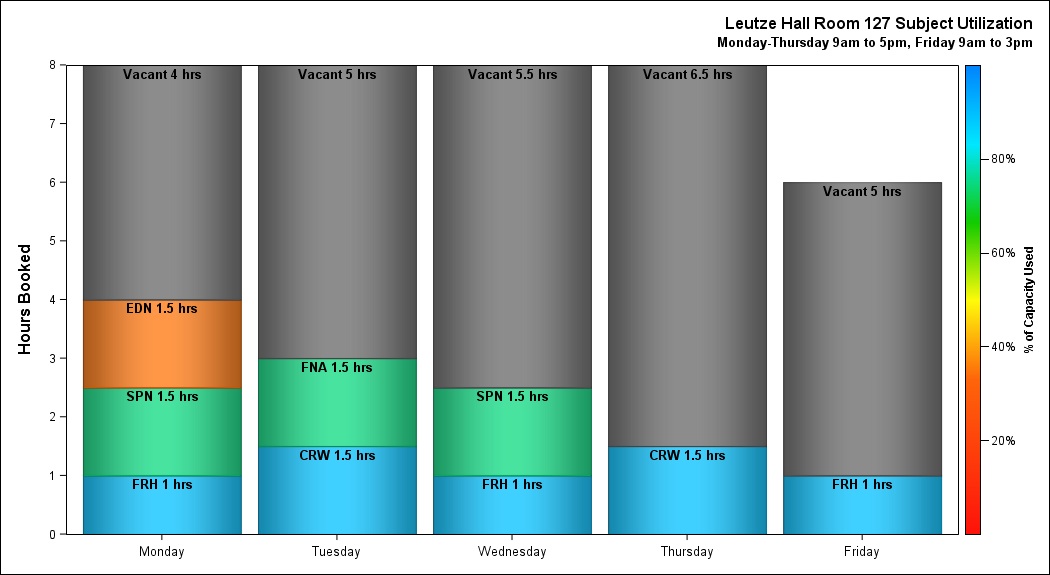 Leutze Hall Room 127 Subject Utilization
Monday-Thursday 9am to 5pm, Friday 9am to 3pm
Hours Booked
8
7
6
5
4
3
2
1
0
Vacant 4 hrs
EDN 1.5 hrs
SPN 1.5 hrs
FRH 1 hrs
Vacant 5 hrs
FNA 1.5 hrs
CRW 1.5 hrs
Vacant 5.5 hrs
SPN 1.5 hrs
FRH 1 hrs
Vacant 6.5 hrs
CRW 1.5 hrs
Vacant 5 hrs
FRH 1 hrs
Monday
Tuesday
Wednesday
Thursday
Friday
80%
60%
40%
20%
% of Capacity Used